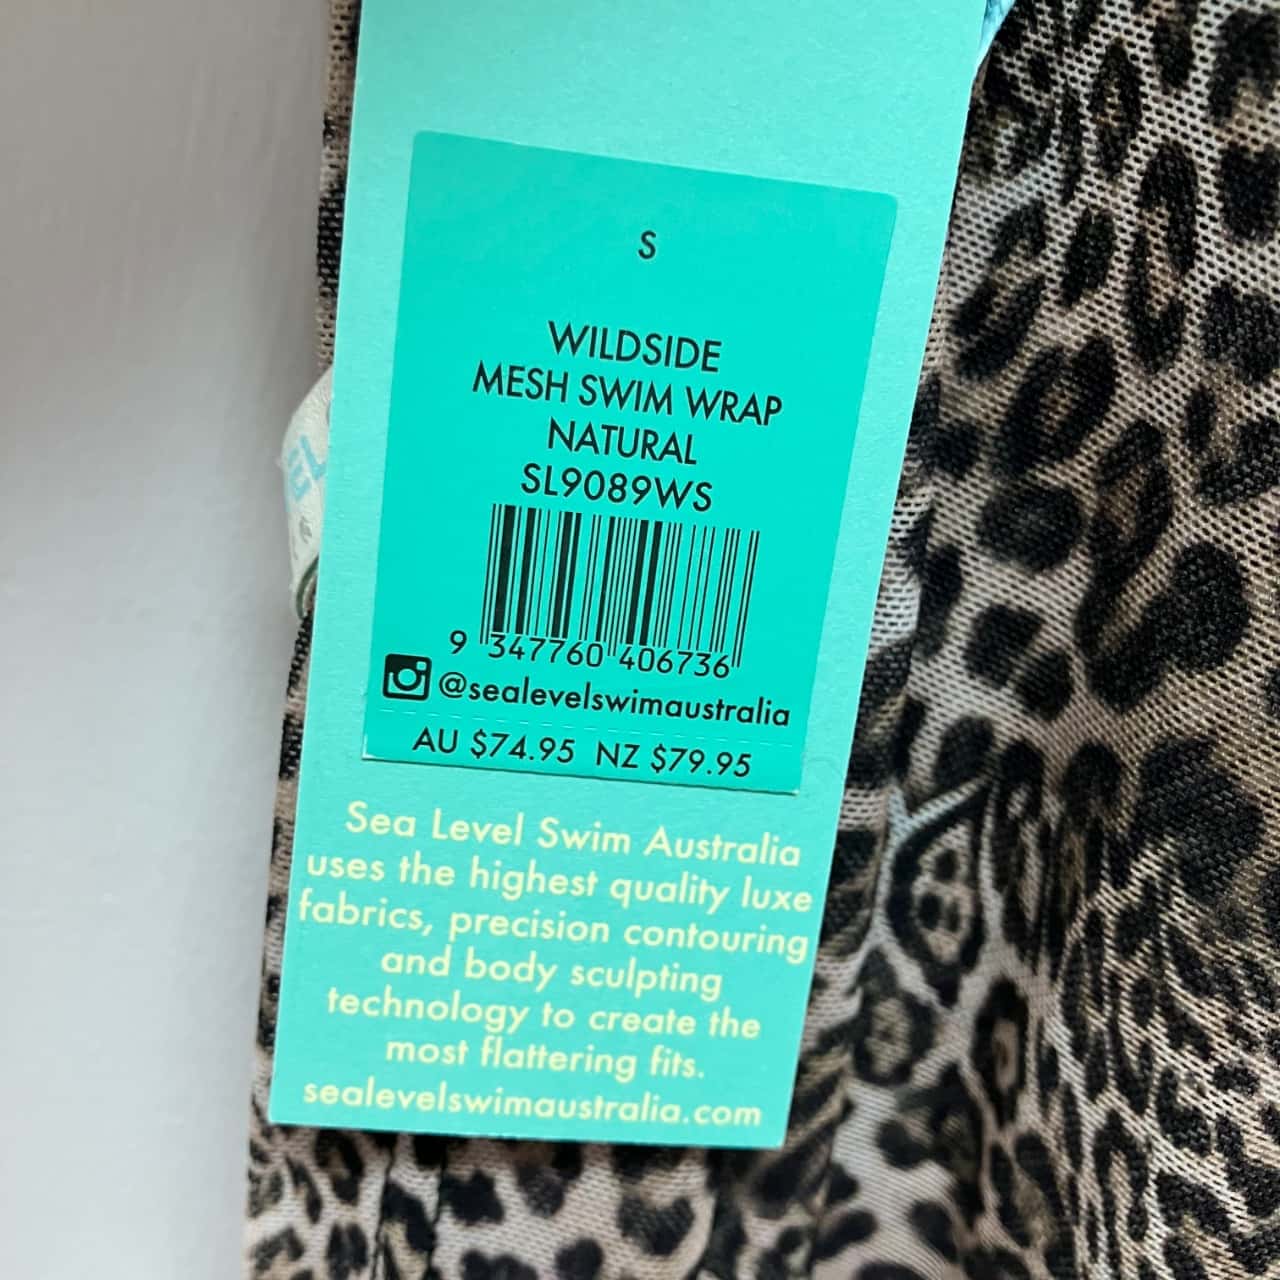 S
WILDSIDE
MESH SWIM WRAP
NATURAL
SL9089WS
9 347760 406736
@sealevelswimaustralia
AU $74.95 NZ $79.95
Sea Level Swim Australia
uses the highest quality luxe
fabrics, precision contouring
and body sculpting
technology to create the
most flattering fits.
sealevelswimaustralia.com